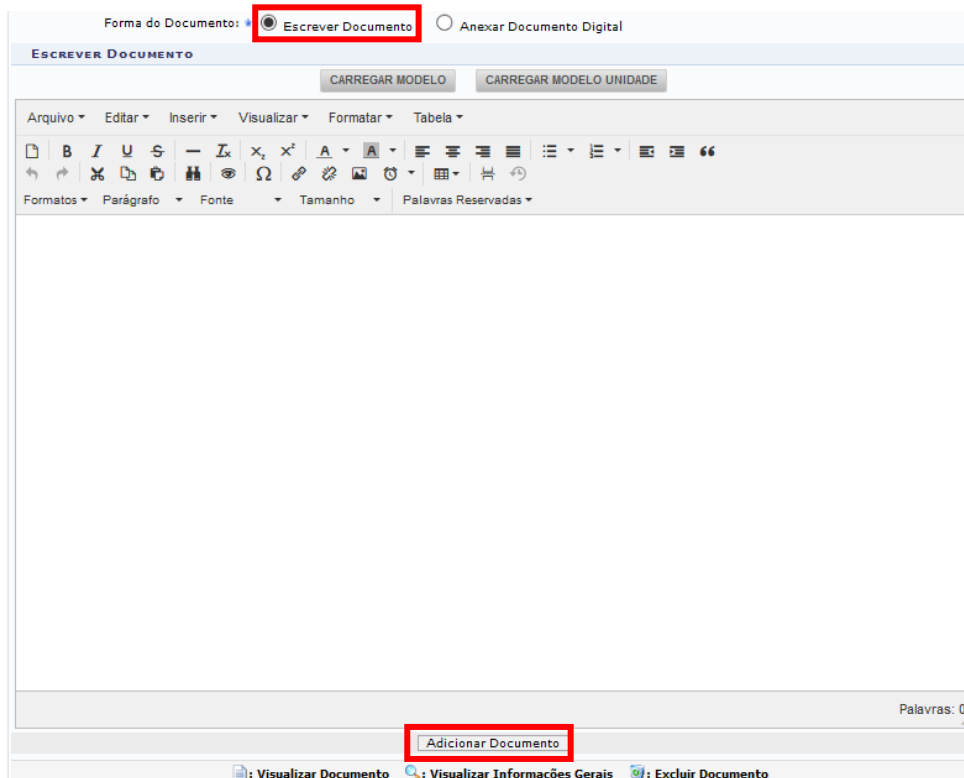 Forma do Documento: Escrever Documento Anexar Documento Digital
ESCREVER DOCUMENTO
CARREGAR MODELO CARREGAR MODELO UNIDADE
Arquivo Editar Inserir Visualizar Formatar Tabela
Formatos Parágrafo Fonte Tamanho Palavras Reservadas
Palavras: 0
Adicionar Documento
: Visualizar Documento : Visualizar Informações Gerais : Excluir Documento